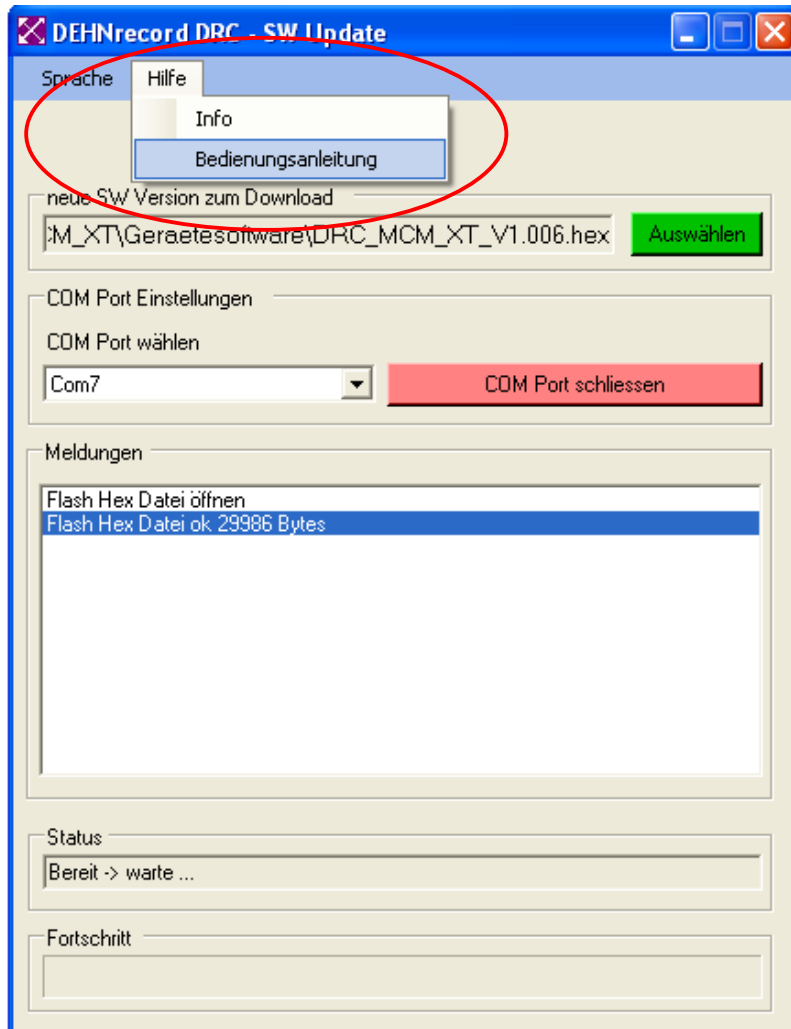 DEHNrecord DRC - SW Update
Sprache Hilfe
Info
Bedienungsanleitung
neue SW Version zum Download
:M_XT\Geraetesoftware\DRC_MCM_XT_V1.006.hex Auswählen
COM Port Einstellungen
COM Port wählen
Com7 COM Port schliessen
Meldungen
Flash Hex Datei öffnen
Flash Hex Datei ok 29986 Bytes
Status
Bereit -> warte ...
Fortschritt